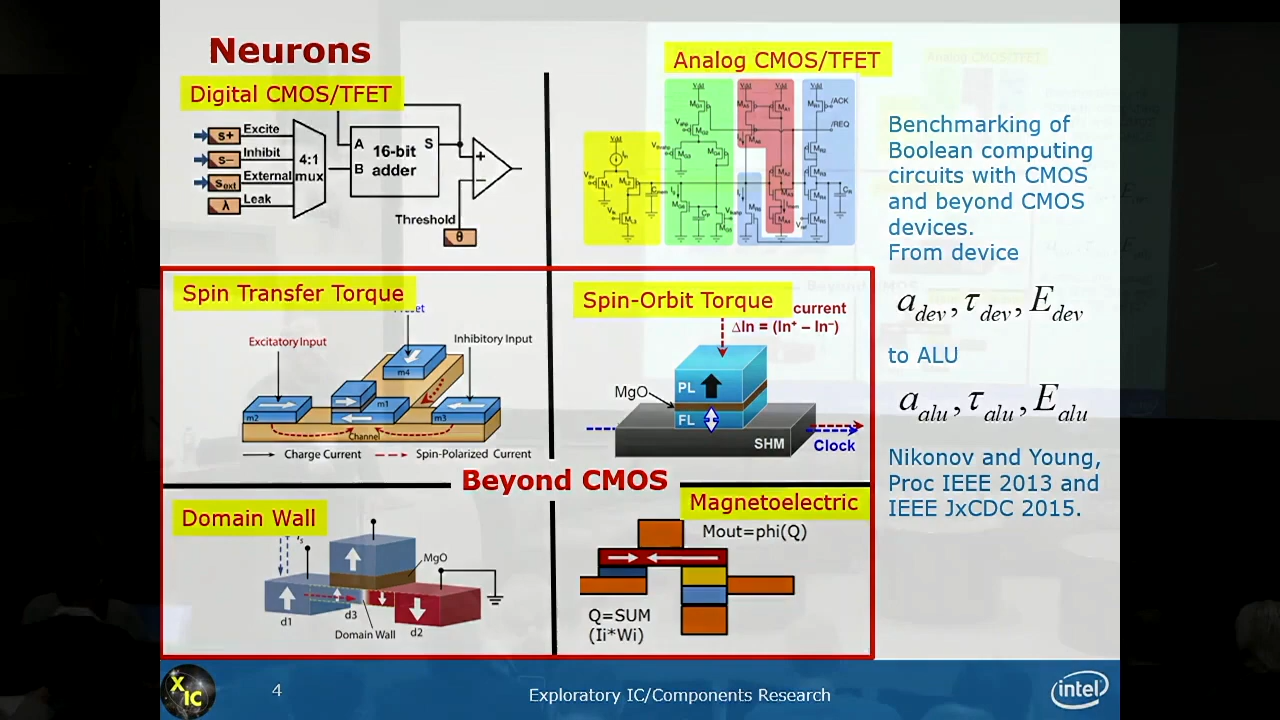 Neurons
Digital CMOS/TFET
s+
Excite
s−
Inhibit
sext
External
λ
Leak
4:1
mux
A
B
S
16-bit
adder
+
−
Threshold
θ
Analog CMOS/TFET
/ACK
/REQ
Benchmarking of
Boolean computing
circuits with CMOS
and beyond CMOS
devices.
From device
a_dev, τ_dev, E_dev
to ALU
a_alu, τ_alu, E_alu
Nikonov and Young,
Proc IEEE 2013 and
IEEE JxCDC 2015.
Spin Transfer Torque
Excitatory Input
Inhibitory Input
m4
m1
m2
m3
Channel
Charge Current
Spin-Polarized Current
Spin-Orbit Torque
current
ΔIn = (In⁺ − In⁻)
PL
MgO
FL
SHM
Clock
Beyond CMOS
Domain Wall
MgO
d1
d3
d2
Domain Wall
Magnetoelectric
Mout=phi(Q)
Q=SUM
(Ii*Wi)
XIC
4
Exploratory IC/Components Research
intel